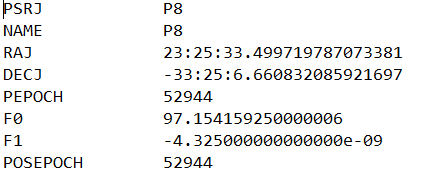 PSRJ P8
NAME P8
RAJ 23:25:33.499719787073381
DECJ -33:25:6.660832085921697
PEPOCH 52944
F0 97.154159250000006
F1 -4.325000000000000e-09
POSEPOCH 52944